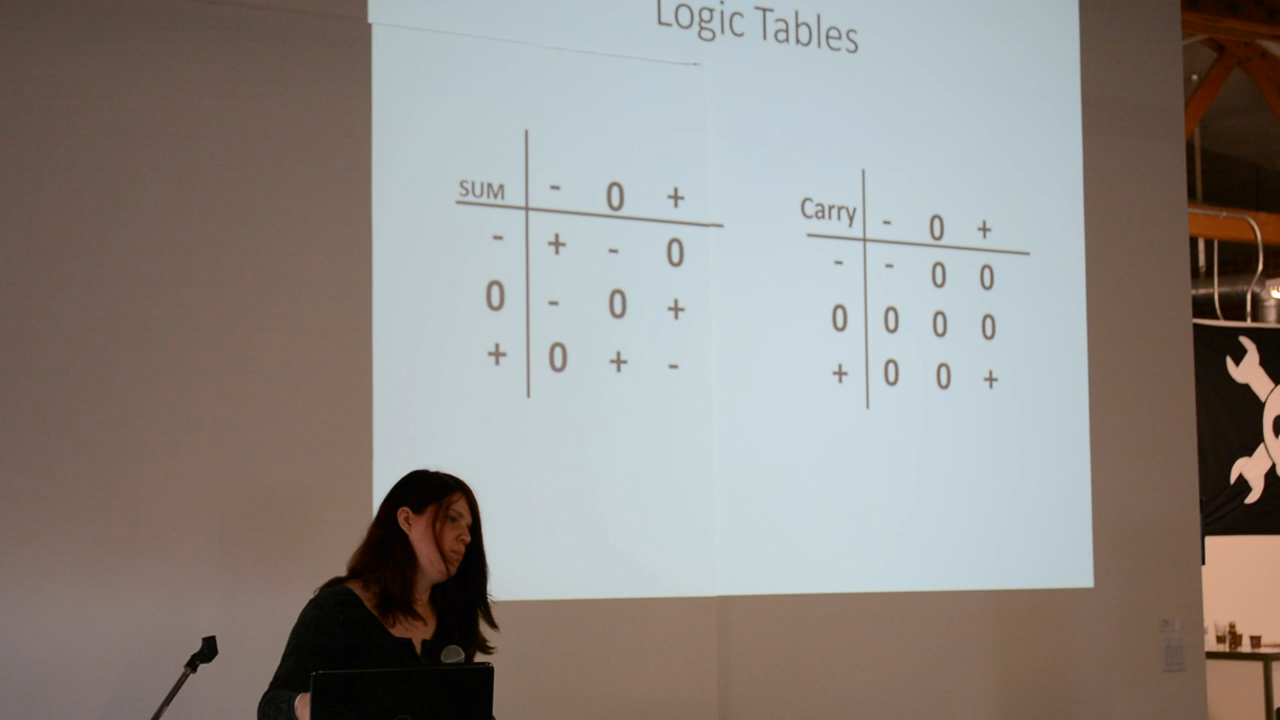 Logic Tables
SUM - 0 +
- + - 0
0 - 0 +
+ 0 + -
Carry - 0 +
- - 0 0
0 0 0 0
+ 0 0 +